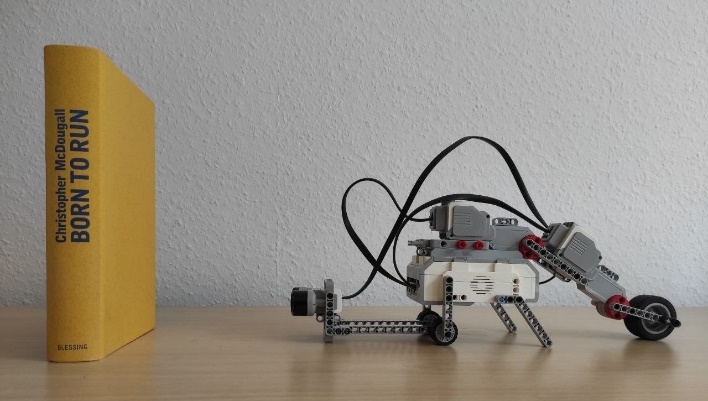 Christopher McDougall
BORN TO RUN
BLESSING